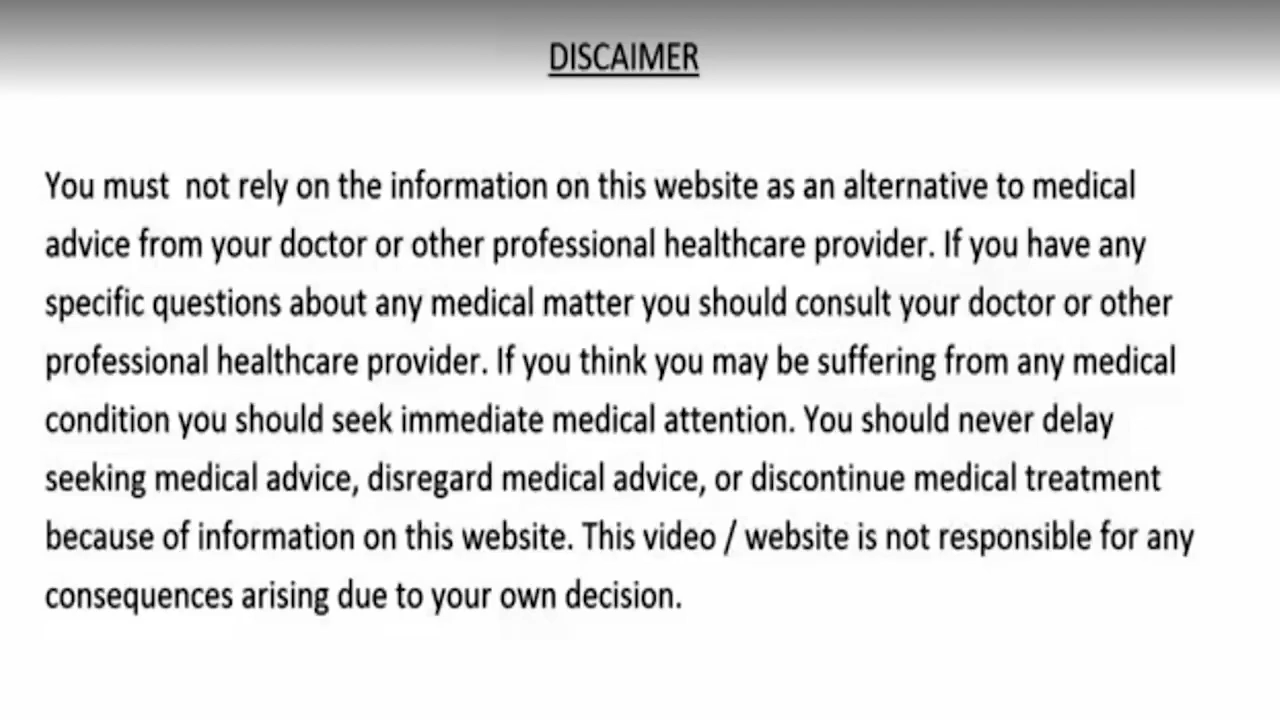 DISCAIMER
You must  not rely on the information on this website as an alternative to medical
advice from your doctor or other professional healthcare provider. If you have any
specific questions about any medical matter you should consult your doctor or other
professional healthcare provider. If you think you may be suffering from any medical
condition you should seek immediate medical attention. You should never delay
seeking medical advice, disregard medical advice, or discontinue medical treatment
because of information on this website. This video / website is not responsible for any
consequences arising due to your own decision.